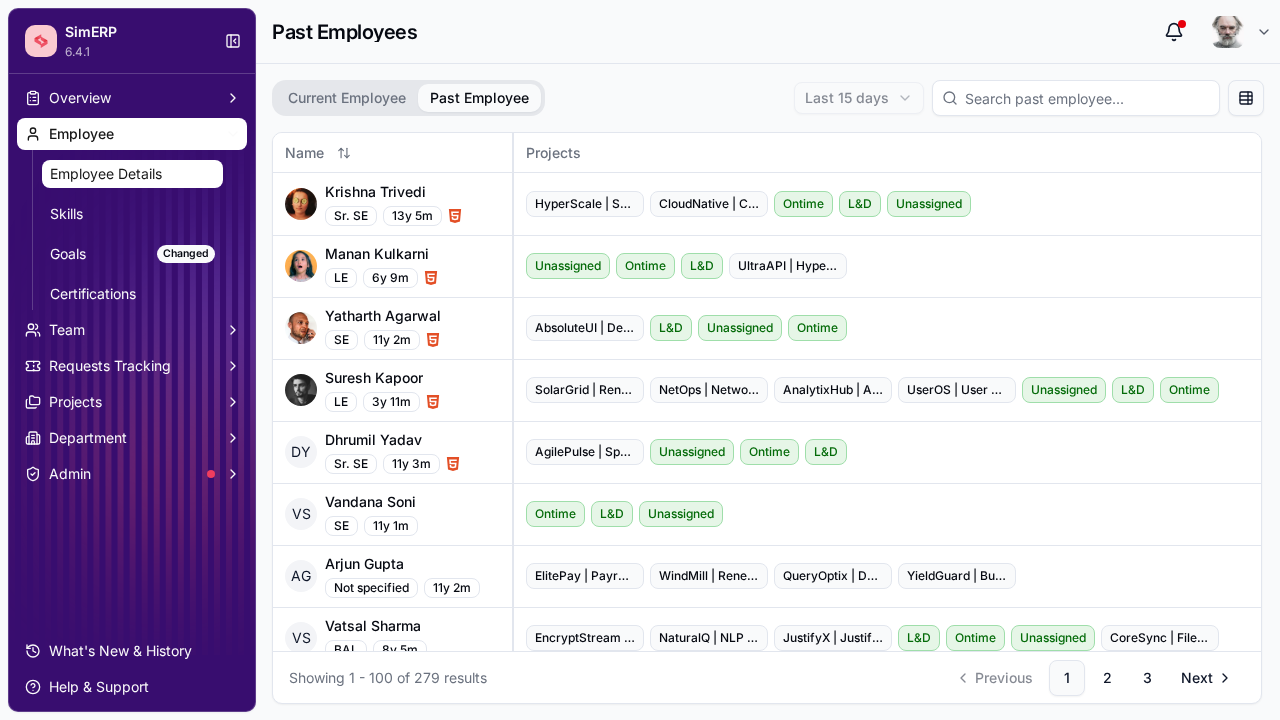 SimERP
6.4.1
Overview
Employee
Employee Details
Skills
Goals
Changed
Certifications
Team
Requests Tracking
Projects
Department
Admin
What's New & History
Help & Support
Past Employees
Current Employee
Past Employee
Last 15 days
Search past employee...
Name
Projects
Krishna Trivedi
Sr. SE
13y 5m
HyperScale | S...
CloudNative | C...
Ontime
L&D
Unassigned
Manan Kulkarni
LE
6y 9m
Unassigned
Ontime
L&D
UltraAPI | Hype...
Yatharth Agarwal
SE
11y 2m
AbsoluteUI | De...
L&D
Unassigned
Ontime
Suresh Kapoor
LE
3y 11m
SolarGrid | Ren...
NetOps | Netwo...
AnalytixHub | A...
UserOS | User ...
Unassigned
L&D
Ontime
DY
Dhrumil Yadav
Sr. SE
11y 3m
AgilePulse | Sp...
Unassigned
Ontime
L&D
VS
Vandana Soni
SE
11y 1m
Ontime
L&D
Unassigned
AG
Arjun Gupta
Not specified
11y 2m
ElitePay | Payr...
WindMill | Rene...
QueryOptix | D...
YieldGuard | Bu...
VS
Vatsal Sharma
BAL
8y 5m
EncryptStream ...
NaturalQ | NLP ...
JustifyX | Justif...
L&D
Ontime
Unassigned
CoreSync | File...
Showing 1 - 100 of 279 results
Previous
1
2
3
Next